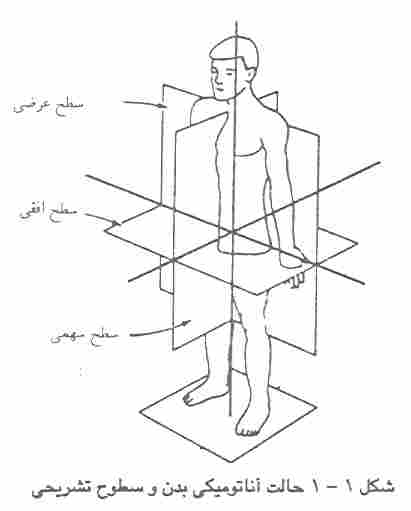 سطح عرضی
سطح افقی
سطح سهمی
شکل ۱ – ۱ حالت آناتومیکی بدن و سطوح تشریحی